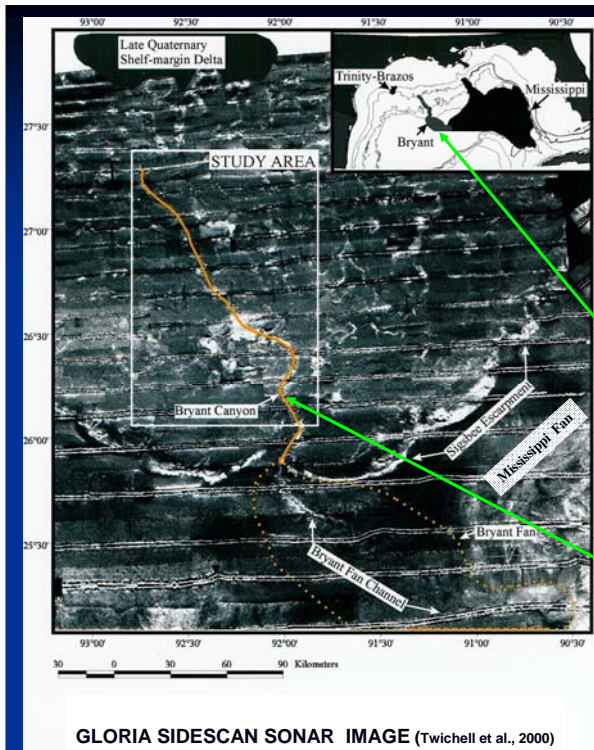 93°00'
92°30'
92°00'
91°30'
91°00'
90°30'
Late Quaternary
Shelf-margin Delta
Trinity-Brazos
Mississippi
Bryant
27°30'
STUDY AREA
27°00'
26°30'
Bryant Canyon
Sigsbee Escarpment
Mississippi Fan
26°00'
Bryant Fan
25°30'
Bryant Fan Channel
93°00'
92°30'
92°00'
91°30'
91°00'
90°30'
30 0 30 60 90 Kilometers
GLORIA SIDESCAN SONAR IMAGE (Twichell et al., 2000)